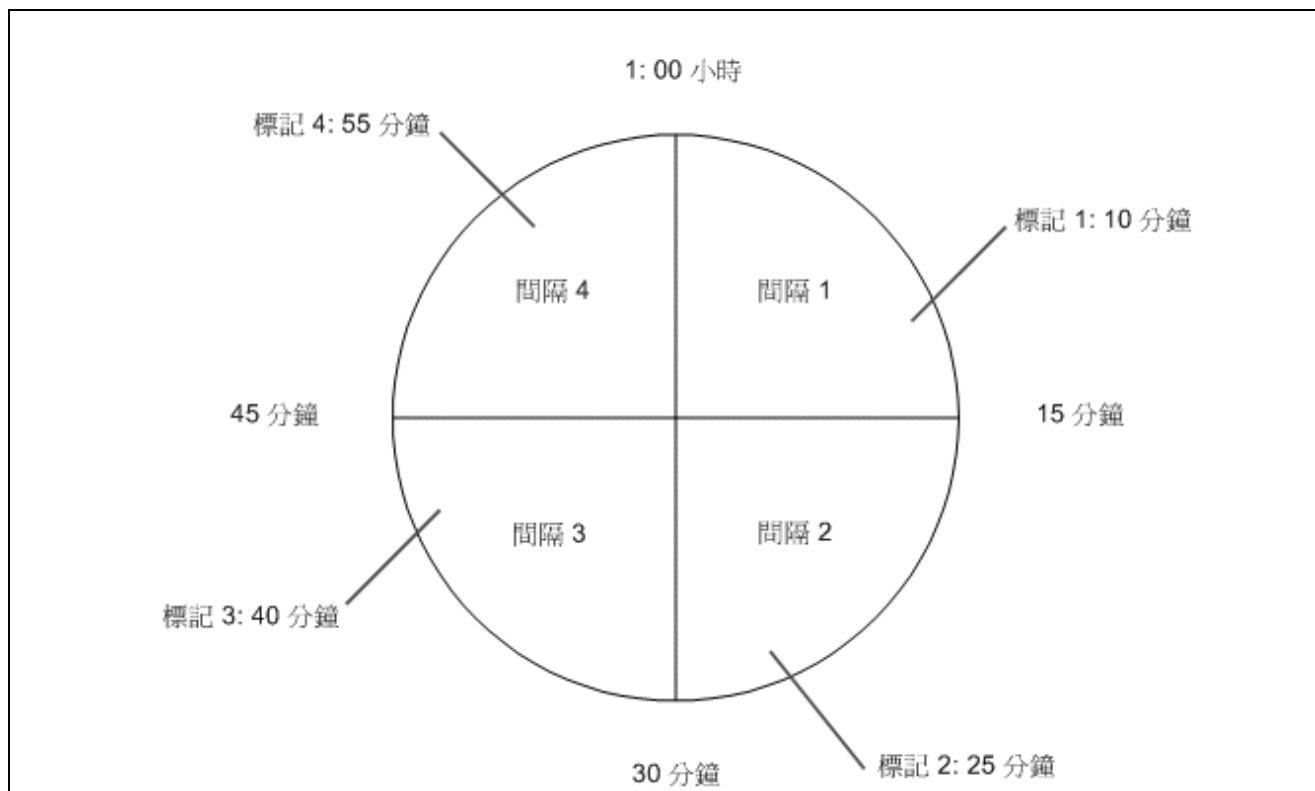 1: 00 小時
標記 4: 55 分鐘
標記 1: 10 分鐘
間隔 4
間隔 1
45 分鐘
15 分鐘
間隔 3
間隔 2
標記 3: 40 分鐘
標記 2: 25 分鐘
30 分鐘